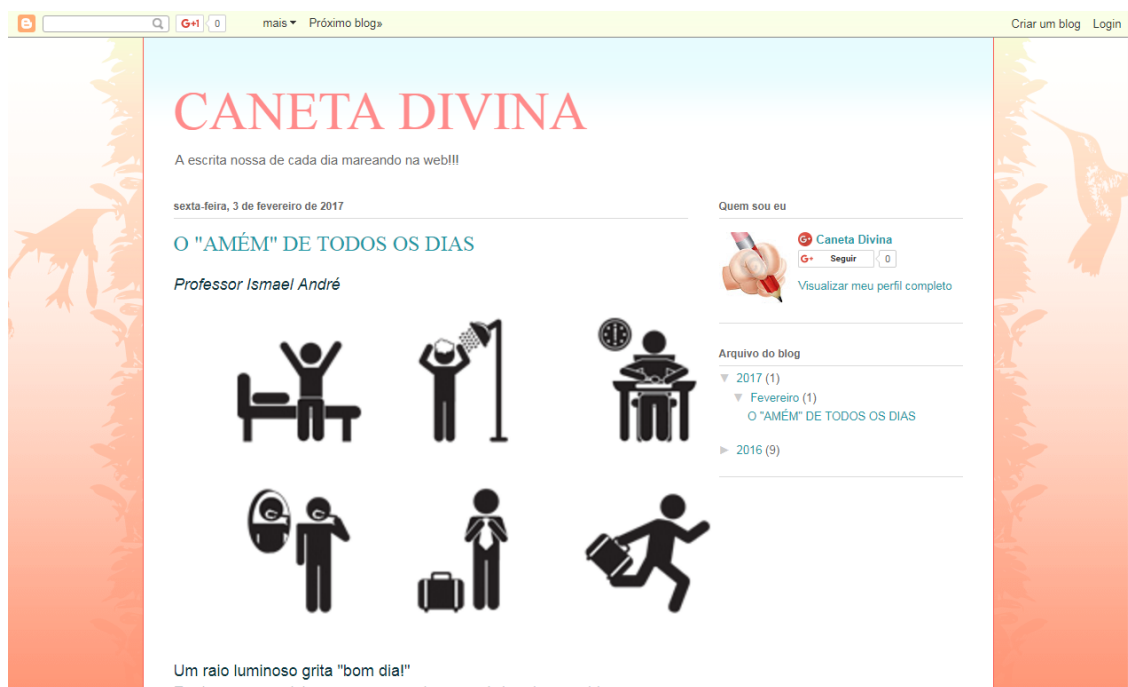 G+1 0 mais Próximo blog» Criar um blog Login
CANETA DIVINA
A escrita nossa de cada dia mareando na web!!!
sexta-feira, 3 de fevereiro de 2017
O "AMÉM" DE TODOS OS DIAS
Professor Ismael André
Um raio luminoso grita "bom dia!"
Quem sou eu
G+ Caneta Divina
G+ Seguir 0
Visualizar meu perfil completo
Arquivo do blog
▼ 2017 (1)
▼ Fevereiro (1)
O "AMÉM" DE TODOS OS DIAS
► 2016 (9)